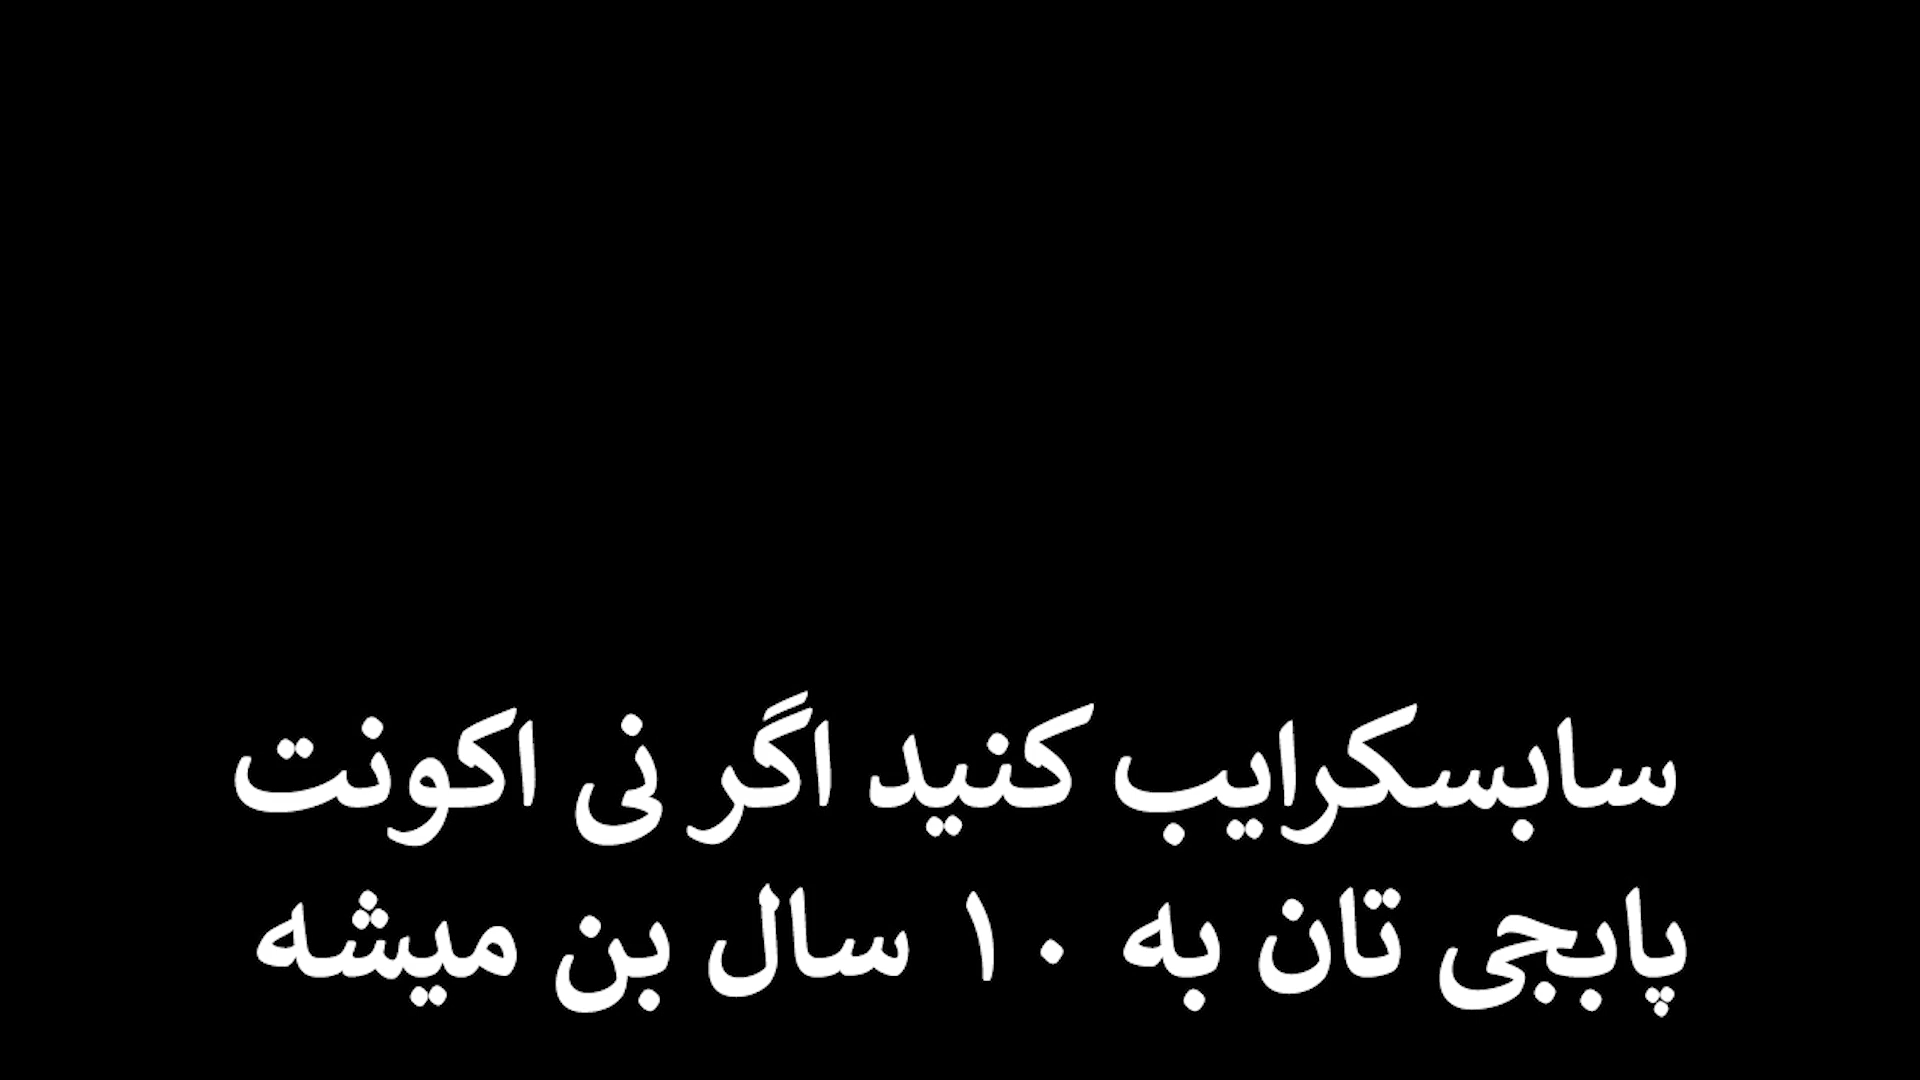 سابسکرایب کنید اگر نی اکونت
پابجی تان به ۱۰ سال بن میشه